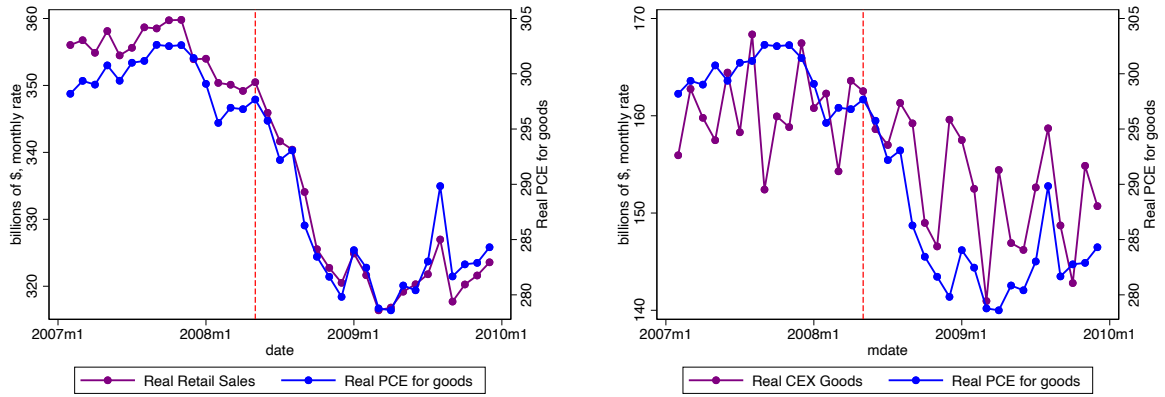 360
350
340
330
320
billions of $, monthly rate
305
300
295
290
285
280
Real PCE for goods
2007m1
2008m1
2009m1
2010m1
date
Real Retail Sales
Real PCE for goods
170
160
150
140
billions of $, monthly rate
305
300
295
290
285
280
Real PCE for goods
2007m1
2008m1
2009m1
2010m1
mdate
Real CEX Goods
Real PCE for goods